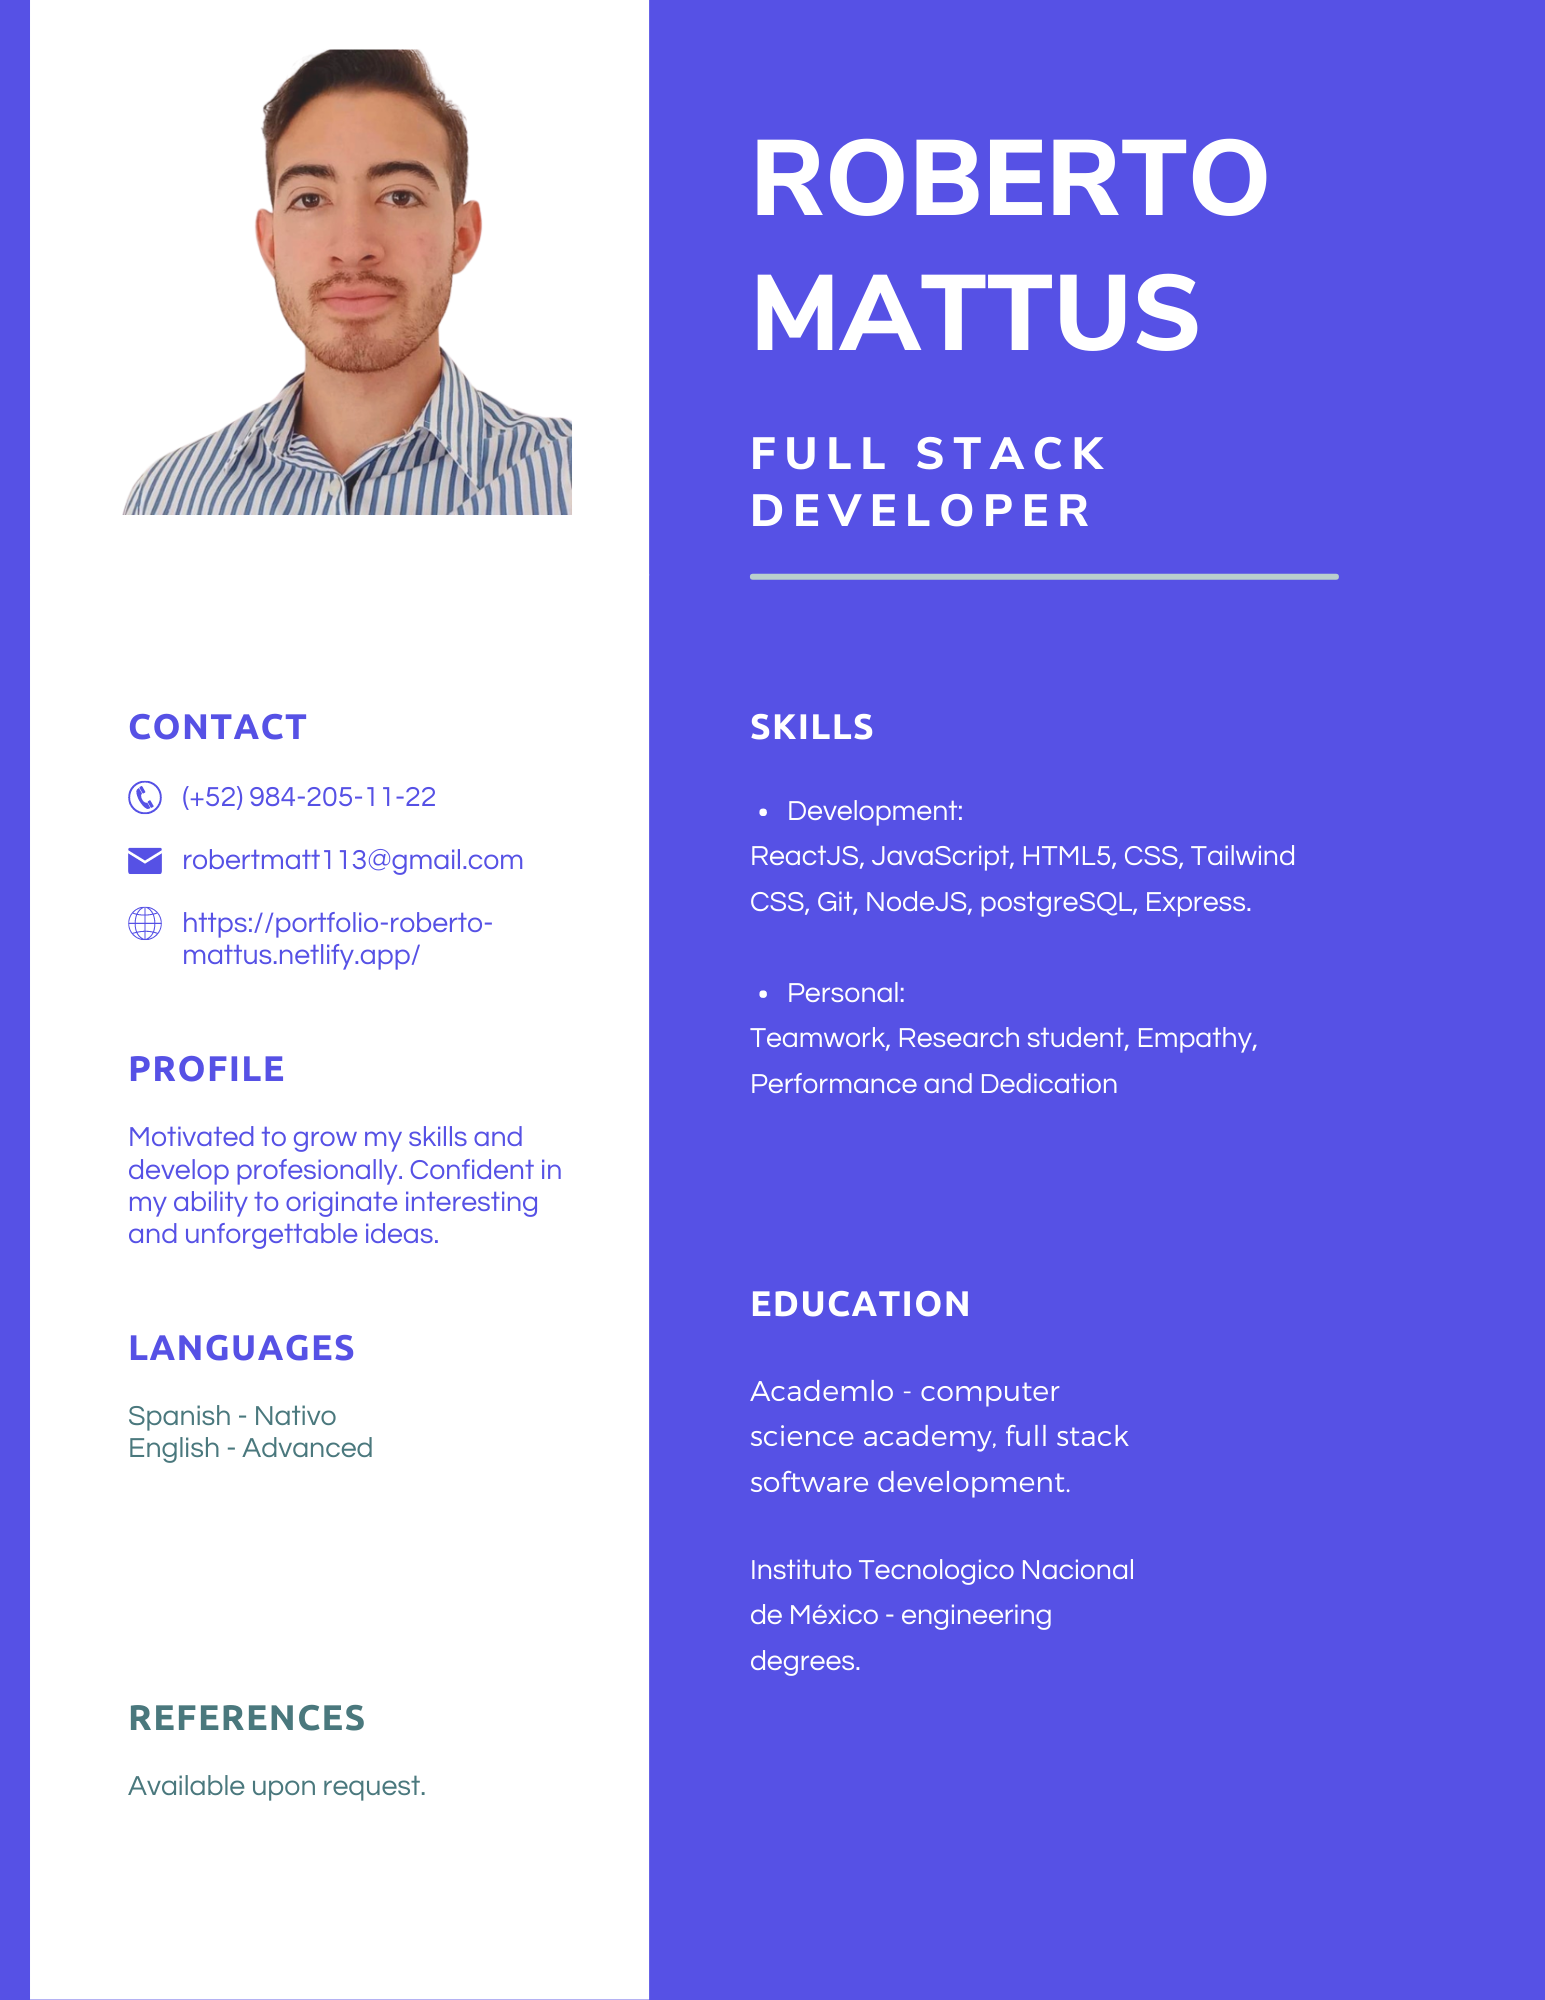 ROBERTO
MATTUS
FULL STACK
DEVELOPER
CONTACT
(+52) 984-205-11-22
robertmatt113@gmail.com
https://portfolio-roberto-
mattus.netlify.app/
PROFILE
Motivated to grow my skills and
develop profesionally. Confident in
my ability to originate interesting
and unforgettable ideas.
LANGUAGES
Spanish - Nativo
English - Advanced
REFERENCES
Available upon request.
SKILLS
• Development:
ReactJS, JavaScript, HTML5, CSS, Tailwind
CSS, Git, NodeJS, postgreSQL, Express.
• Personal:
Teamwork, Research student, Empathy,
Performance and Dedication
EDUCATION
Academlo - computer
science academy, full stack
software development.
Instituto Tecnologico Nacional
de México - engineering
degrees.